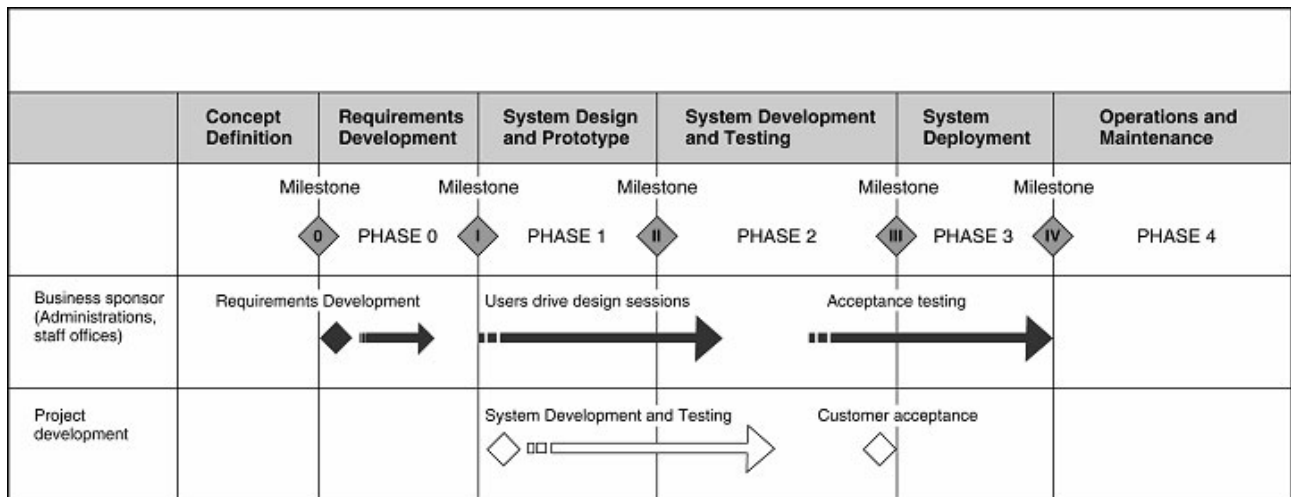 Concept
Definition
Requirements
Development
System Design
and Prototype
System Development
and Testing
System
Deployment
Operations and
Maintenance
Milestone
Milestone
Milestone
Milestone
Milestone
0
PHASE 0
I
PHASE 1
II
PHASE 2
III
PHASE 3
IV
PHASE 4
Business sponsor
(Administrations,
staff offices)
Requirements Development
Users drive design sessions
Acceptance testing
Project
development
System Development and Testing
Customer acceptance